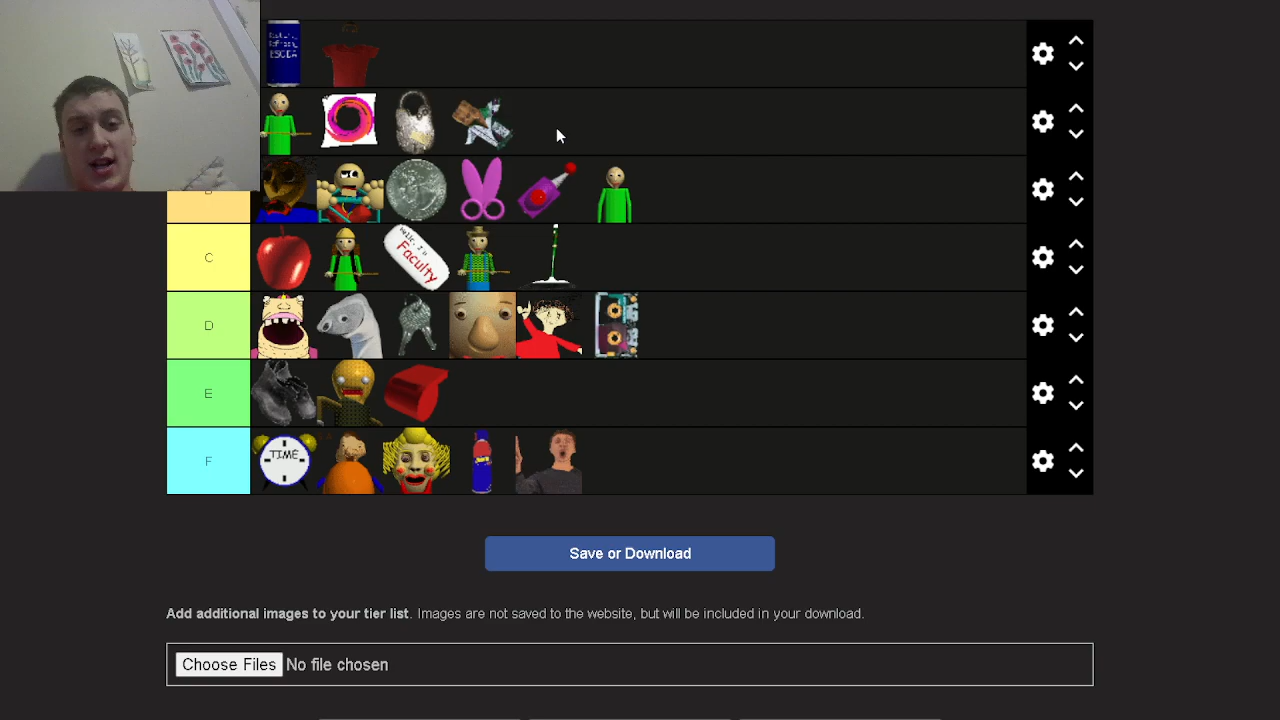 B
C
Hello, I'm Faculty
D
E
TIME
F
Save or Download
Add additional images to your tier list. Images are not saved to the website, but will be included in your download.
Choose Files No file chosen